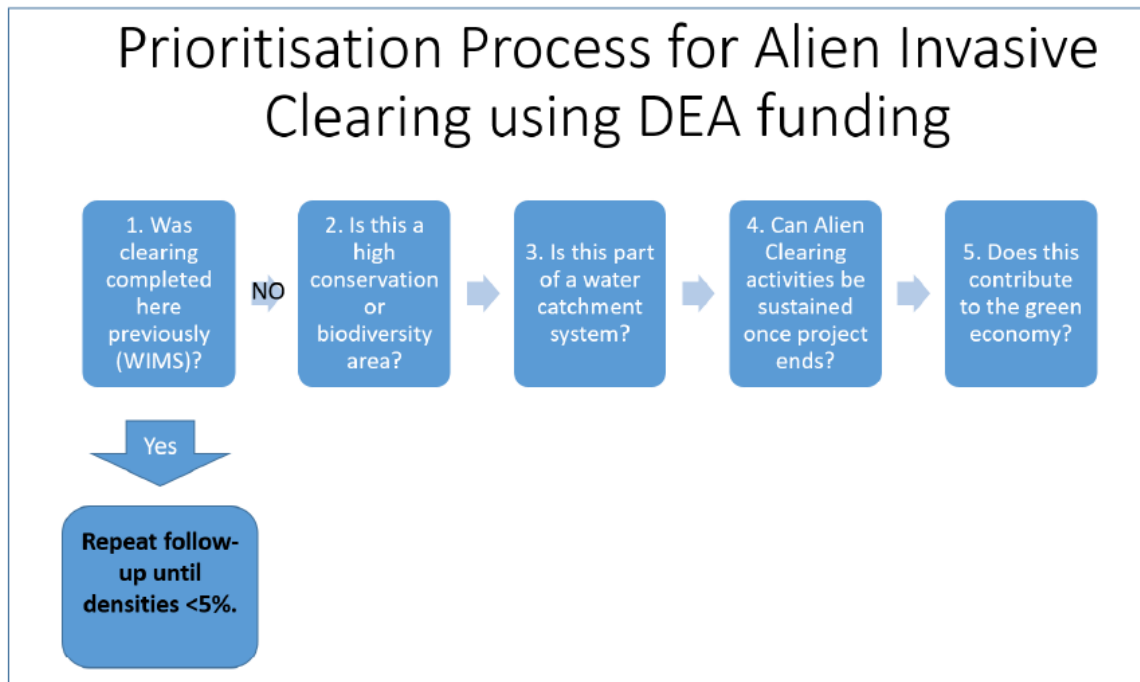 Prioritisation Process for Alien Invasive
Clearing using DEA funding
1. Was
clearing
completed
here
previously
(WIMS)?
NO
2. Is this a
high
conservation
or
biodiversity
area?
3. Is this part
of a water
catchment
system?
4. Can Alien
Clearing
activities be
sustained
once project
ends?
5. Does this
contribute
to the green
economy?
Yes
Repeat follow-
up until
densities <5%.